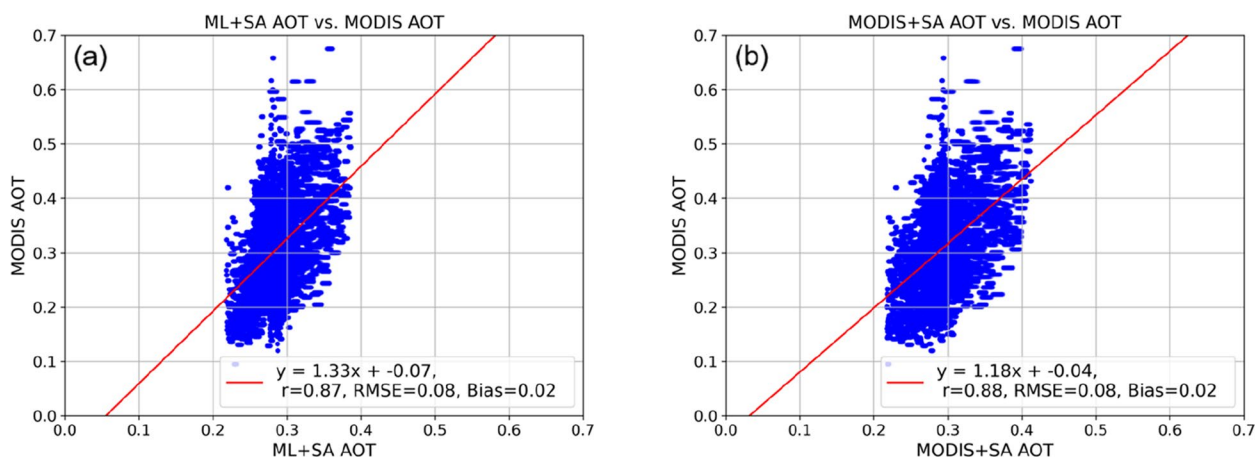 ML+SA AOT vs. MODIS AOT
(a)
MODIS AOT
0.7
0.6
0.5
0.4
0.3
0.2
0.1
0.0
y = 1.33x + -0.07,
r=0.87, RMSE=0.08, Bias=0.02
0.0 0.1 0.2 0.3 0.4 0.5 0.6 0.7
ML+SA AOT
MODIS+SA AOT vs. MODIS AOT
(b)
MODIS AOT
0.7
0.6
0.5
0.4
0.3
0.2
0.1
0.0
y = 1.18x + -0.04,
r=0.88, RMSE=0.08, Bias=0.02
0.0 0.1 0.2 0.3 0.4 0.5 0.6 0.7
MODIS+SA AOT